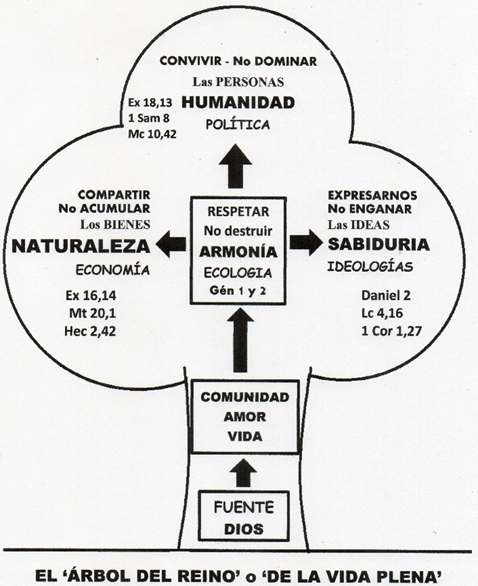 CONVIVIR - No DOMINAR
Las PERSONAS
HUMANIDAD
POLÍTICA
Ex 18,13
1 Sam 8
Mc 10,42
COMPARTIR
No ACUMULAR
Los BIENES
NATURALEZA
ECONOMÍA
Ex 16,14
Mt 20,1
Hec 2,42
RESPETAR
No destruir
ARMONÍA
ECOLOGIA
Gén 1 y 2
EXPRESARNOS
No ENGANAR
Las IDEAS
SABIDURIA
IDEOLOGÍAS
Daniel 2
Lc 4,16
1 Cor 1,27
COMUNIDAD
AMOR
VIDA
FUENTE
DIOS
EL ‘ÁRBOL DEL REINO’ o ‘DE LA VIDA PLENA’